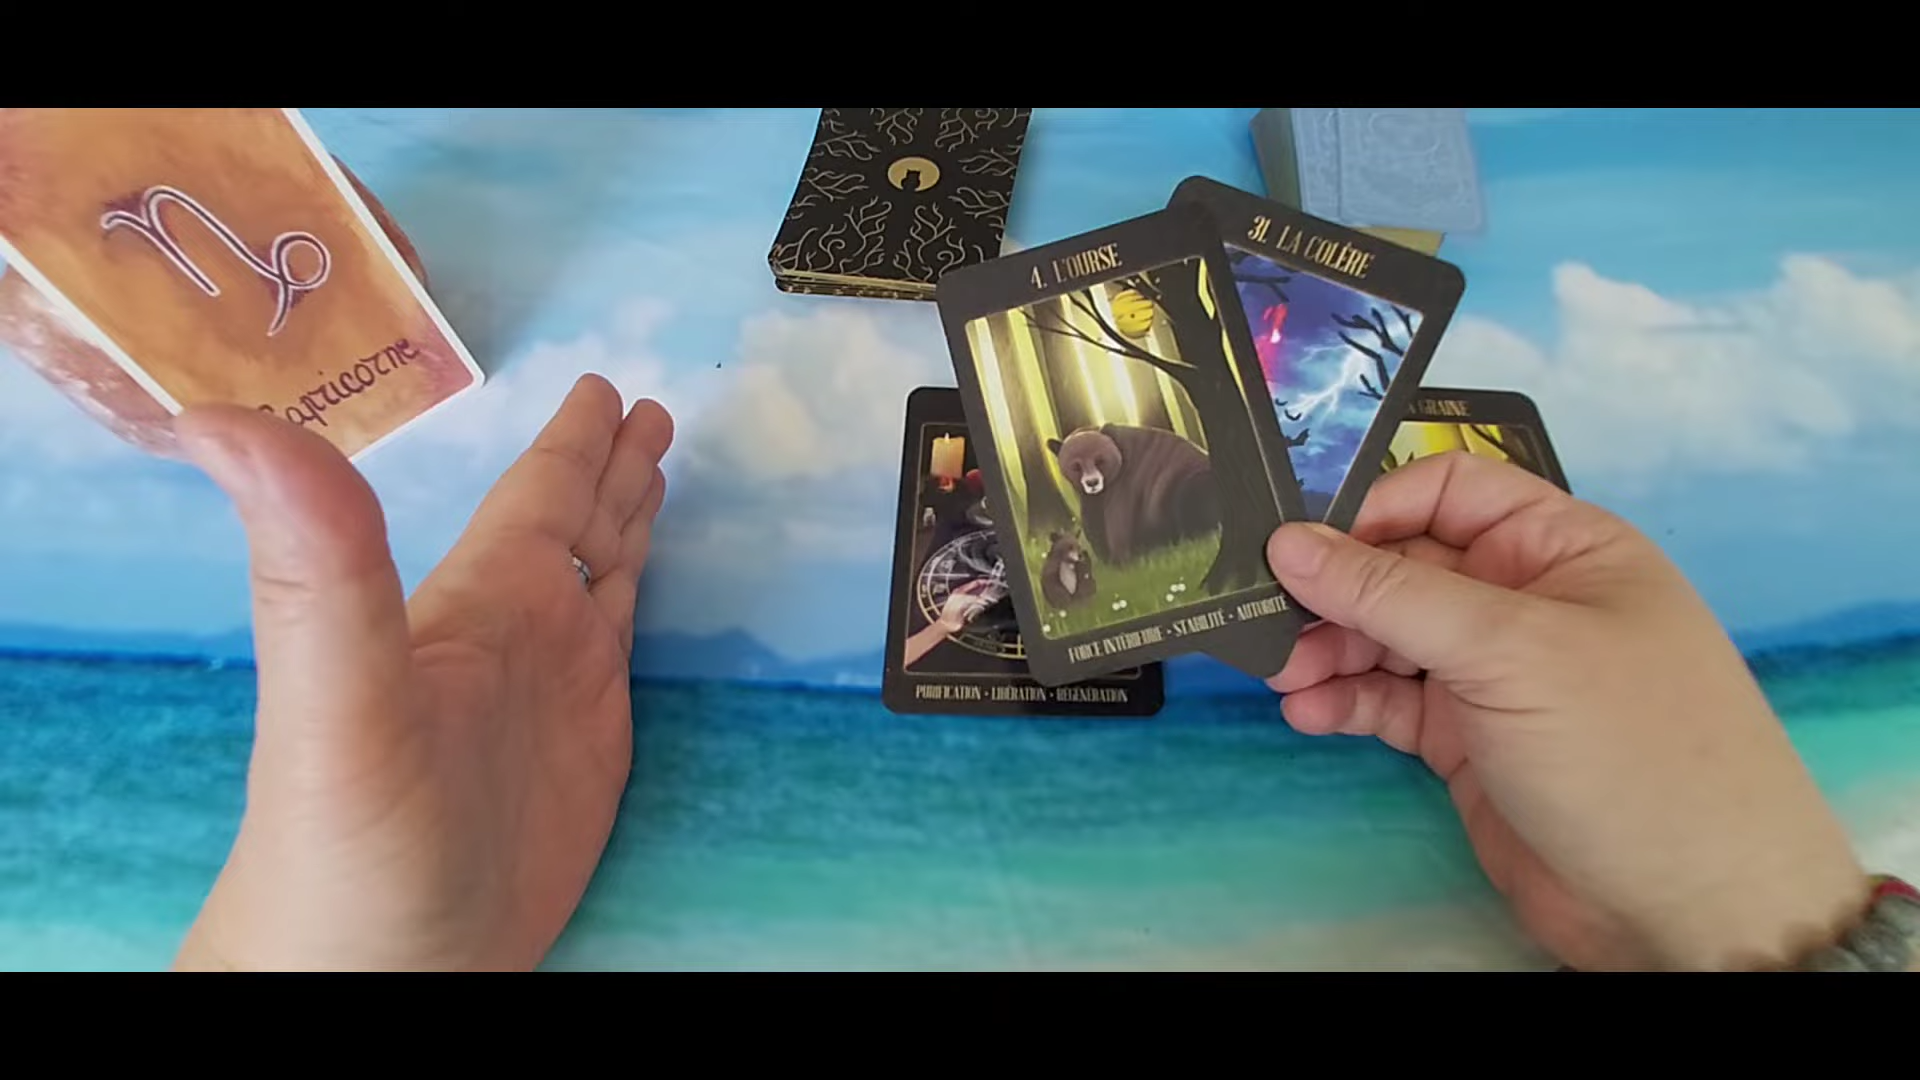 Capricorne
4. L'OURSE
FORCE INTÉRIEURE • STABILITÉ • AUTORITÉ
31. LA COLÈRE
GRAINE
PURIFICATION • LIBÉRATION • RÉGÉNÉRATION